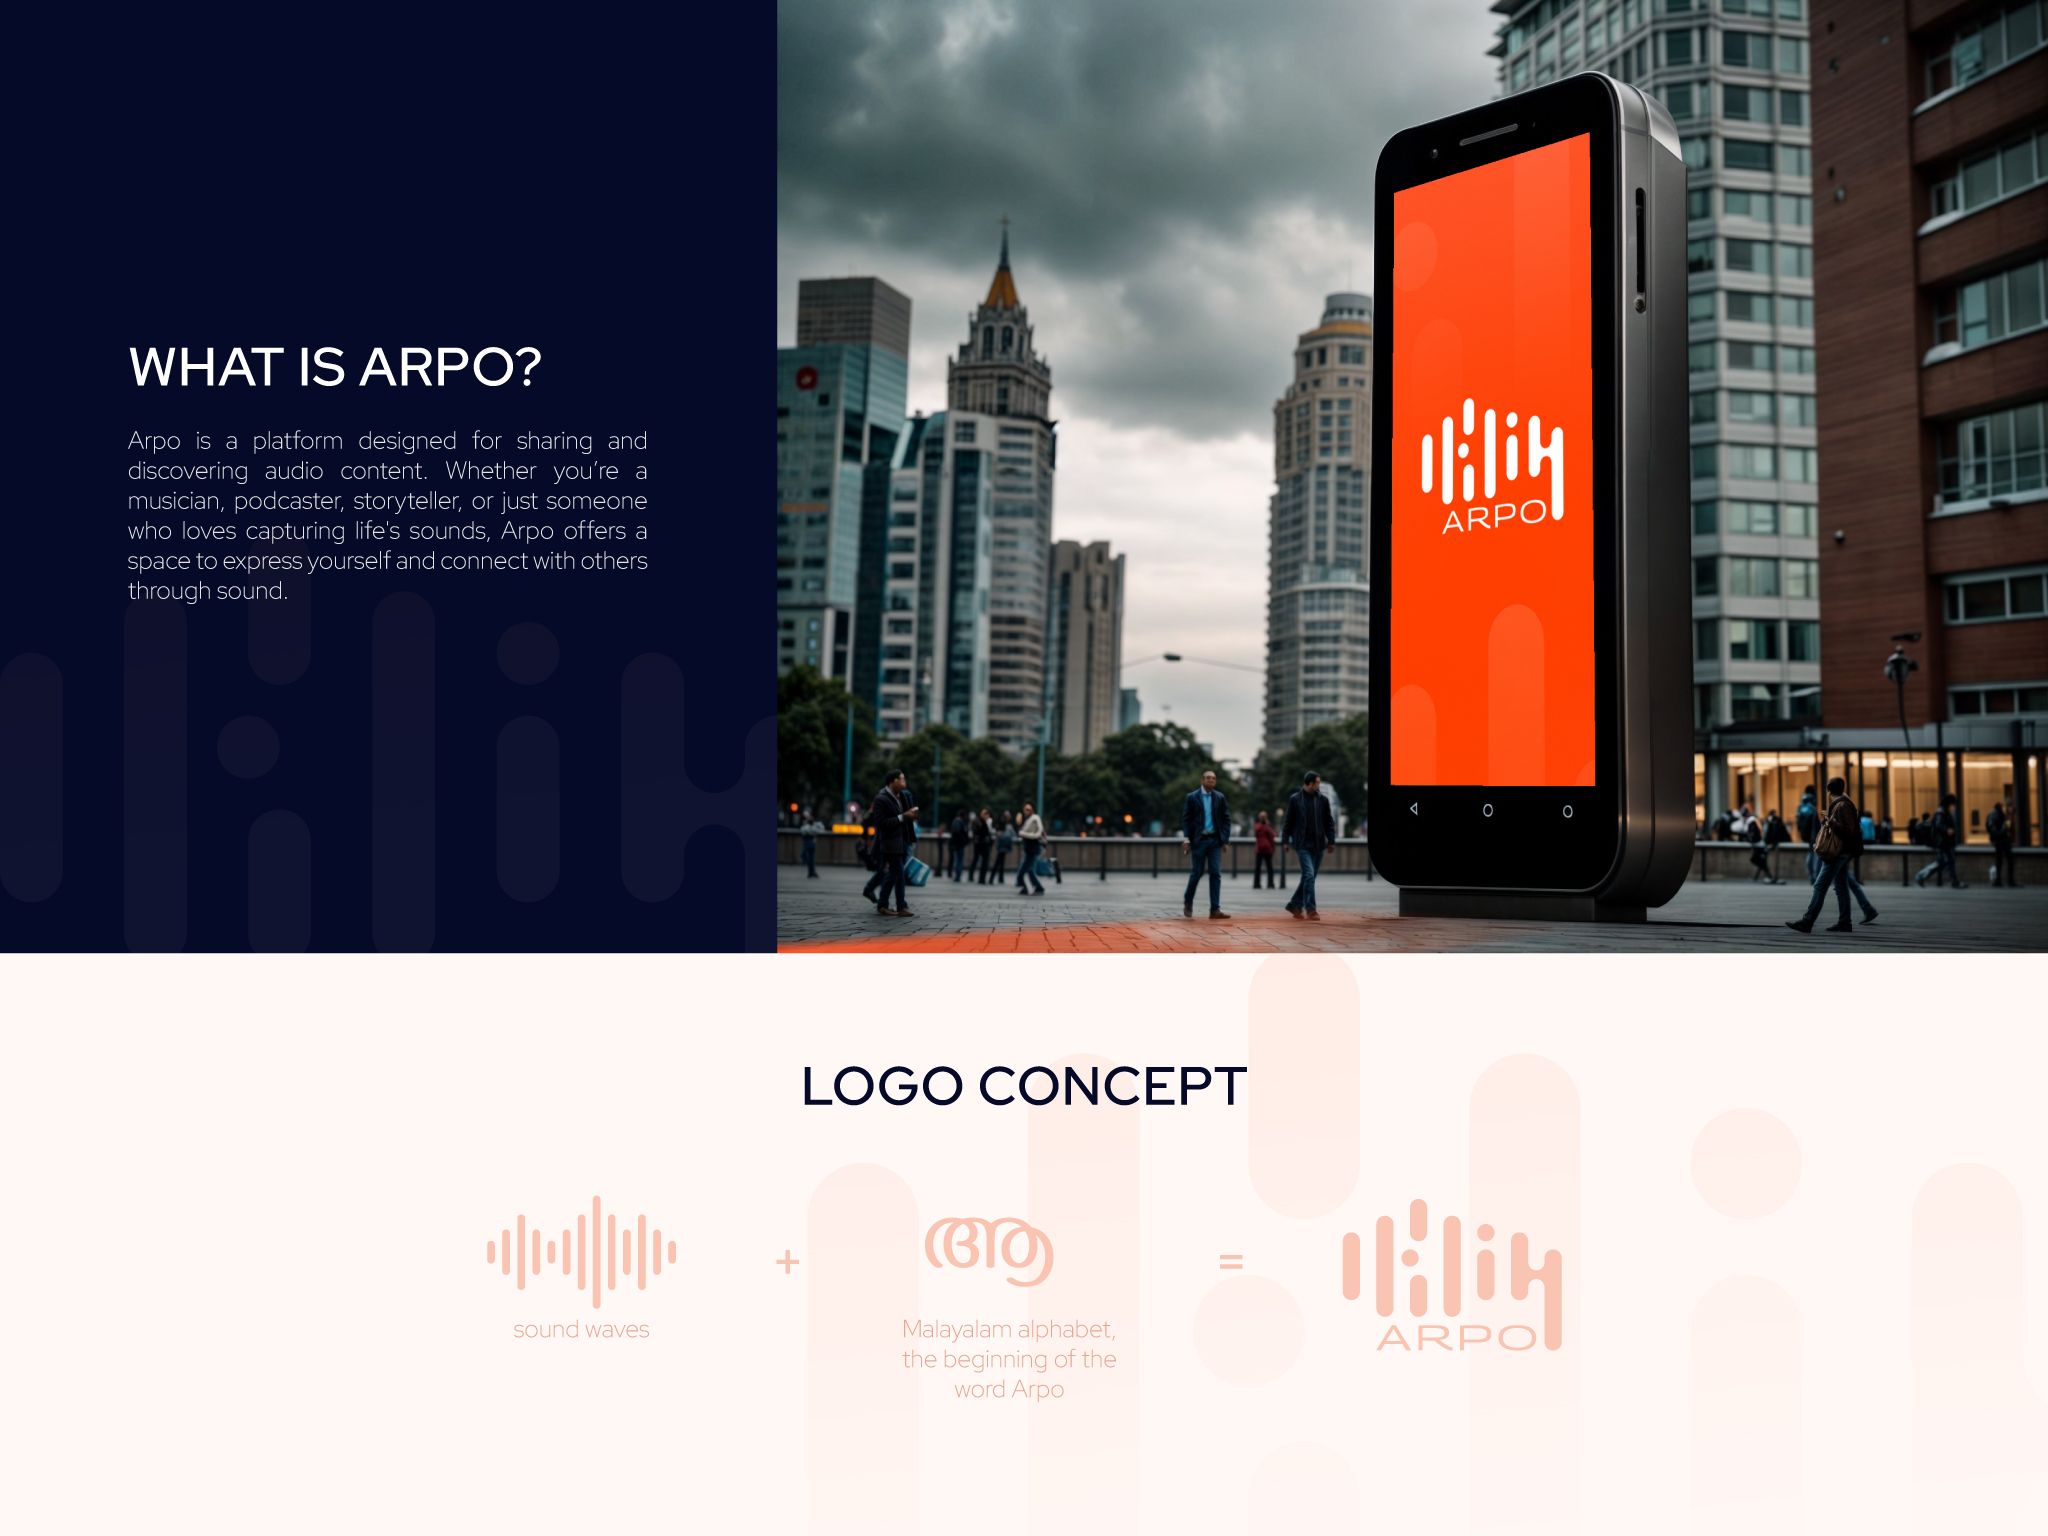 WHAT IS ARPO?
Arpo is a platform designed for sharing and
discovering audio content. Whether you’re a
musician, podcaster, storyteller, or just someone
who loves capturing life's sounds, Arpo offers a
space to express yourself and connect with others
through sound.
ARPO
LOGO CONCEPT
+
ആ
=
ARPO
sound waves
Malayalam alphabet,
the beginning of the
word Arpo